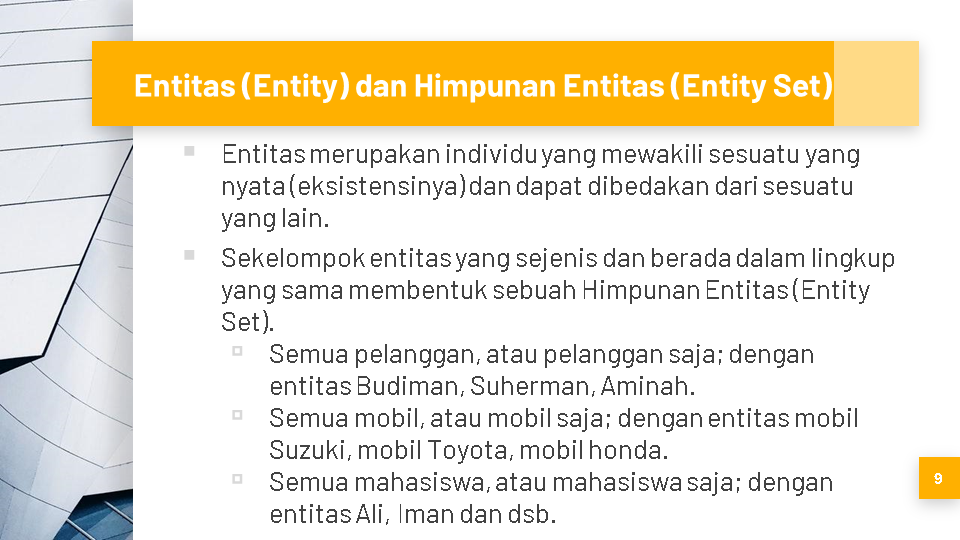 Entitas (Entity) dan Himpunan Entitas (Entity Set)
Entitas merupakan individu yang mewakili sesuatu yang
nyata (eksistensinya) dan dapat dibedakan dari sesuatu
yang lain.
Sekelompok entitas yang sejenis dan berada dalam lingkup
yang sama membentuk sebuah Himpunan Entitas (Entity
Set).
Semua pelanggan, atau pelanggan saja; dengan
entitas Budiman, Suherman, Aminah.
Semua mobil, atau mobil saja; dengan entitas mobil
Suzuki, mobil Toyota, mobil honda.
Semua mahasiswa, atau mahasiswa saja; dengan
entitas Ali, Iman dan dsb.
9